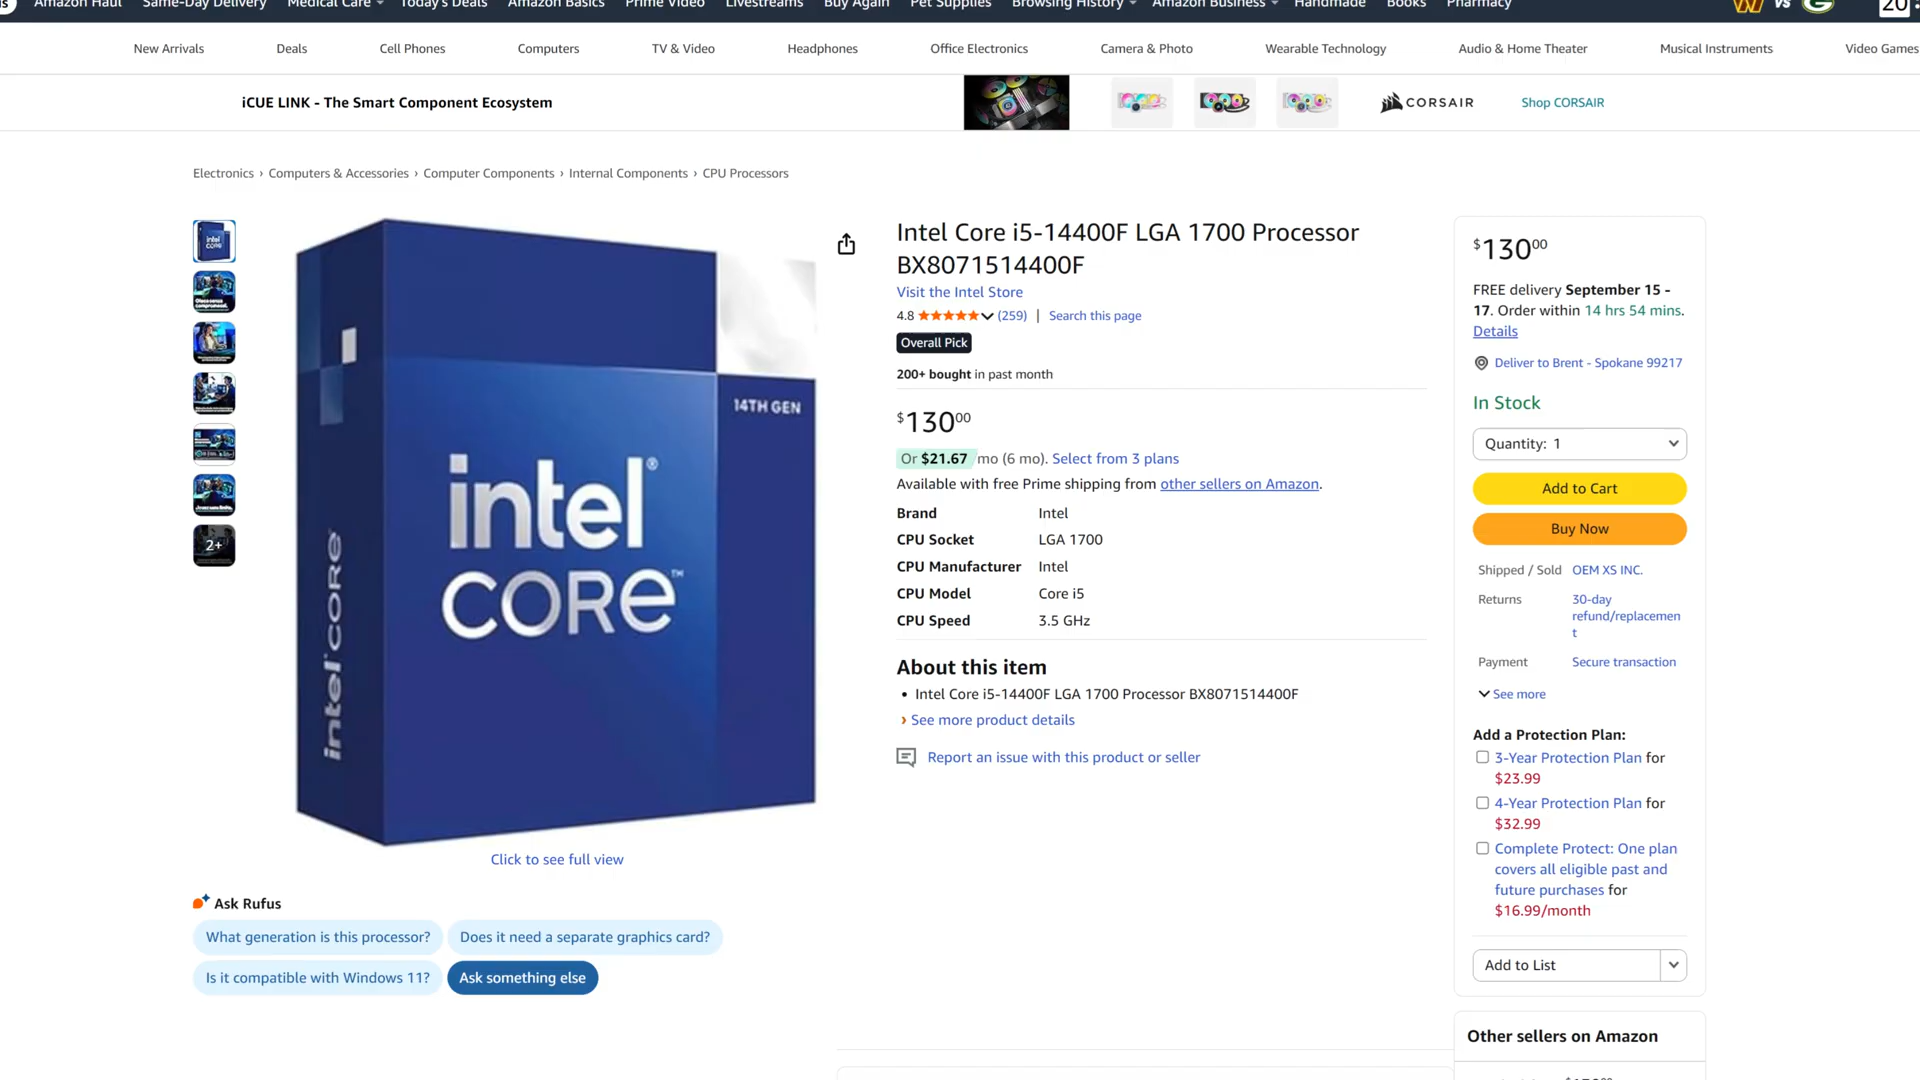 Amazon Haul Same-Day Delivery Medical Care Today's Deals Amazon Basics Prime Video Livestreams Buy Again Pet Supplies Browsing History Amazon Business Handmade Books Pharmacy vs G 20
New Arrivals Deals Cell Phones Computers TV & Video Headphones Office Electronics Camera & Photo Wearable Technology Audio & Home Theater Musical Instruments Video Games
iCUE LINK - The Smart Component Ecosystem CORSAIR Shop CORSAIR
Electronics › Computers & Accessories › Computer Components › Internal Components › CPU Processors
14TH GEN
intel®
CORE™
intel CORE
2+
Click to see full view
Ask Rufus
What generation is this processor? Does it need a separate graphics card?
Is it compatible with Windows 11? Ask something else
Intel Core i5-14400F LGA 1700 Processor
BX8071514400F
Visit the Intel Store
4.8 (259) | Search this page
Overall Pick
200+ bought in past month
$130⁰⁰
Or $21.67 /mo (6 mo). Select from 3 plans
Available with free Prime shipping from other sellers on Amazon.
Brand Intel
CPU Socket LGA 1700
CPU Manufacturer Intel
CPU Model Core i5
CPU Speed 3.5 GHz
About this item
• Intel Core i5-14400F LGA 1700 Processor BX8071514400F
› See more product details
Report an issue with this product or seller
$130⁰⁰
FREE delivery September 15 -
17. Order within 14 hrs 54 mins.
Details
Deliver to Brent - Spokane 99217
In Stock
Quantity: 1
Add to Cart
Buy Now
Shipped / Sold OEM XS INC.
Returns 30-day
refund/replacemen
t
Payment Secure transaction
See more
Add a Protection Plan:
3-Year Protection Plan for
$23.99
4-Year Protection Plan for
$32.99
Complete Protect: One plan
covers all eligible past and
future purchases for
$16.99/month
Add to List
Other sellers on Amazon